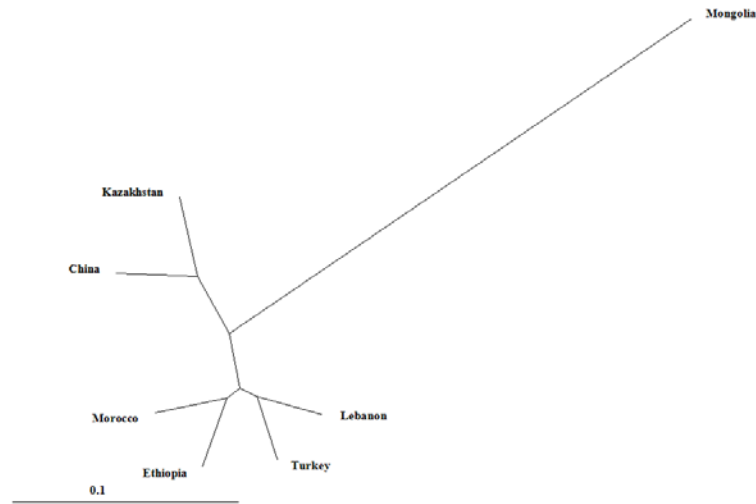 Mongolia
Kazakhstan
China
Morocco
Lebanon
Ethiopia
Turkey
0.1